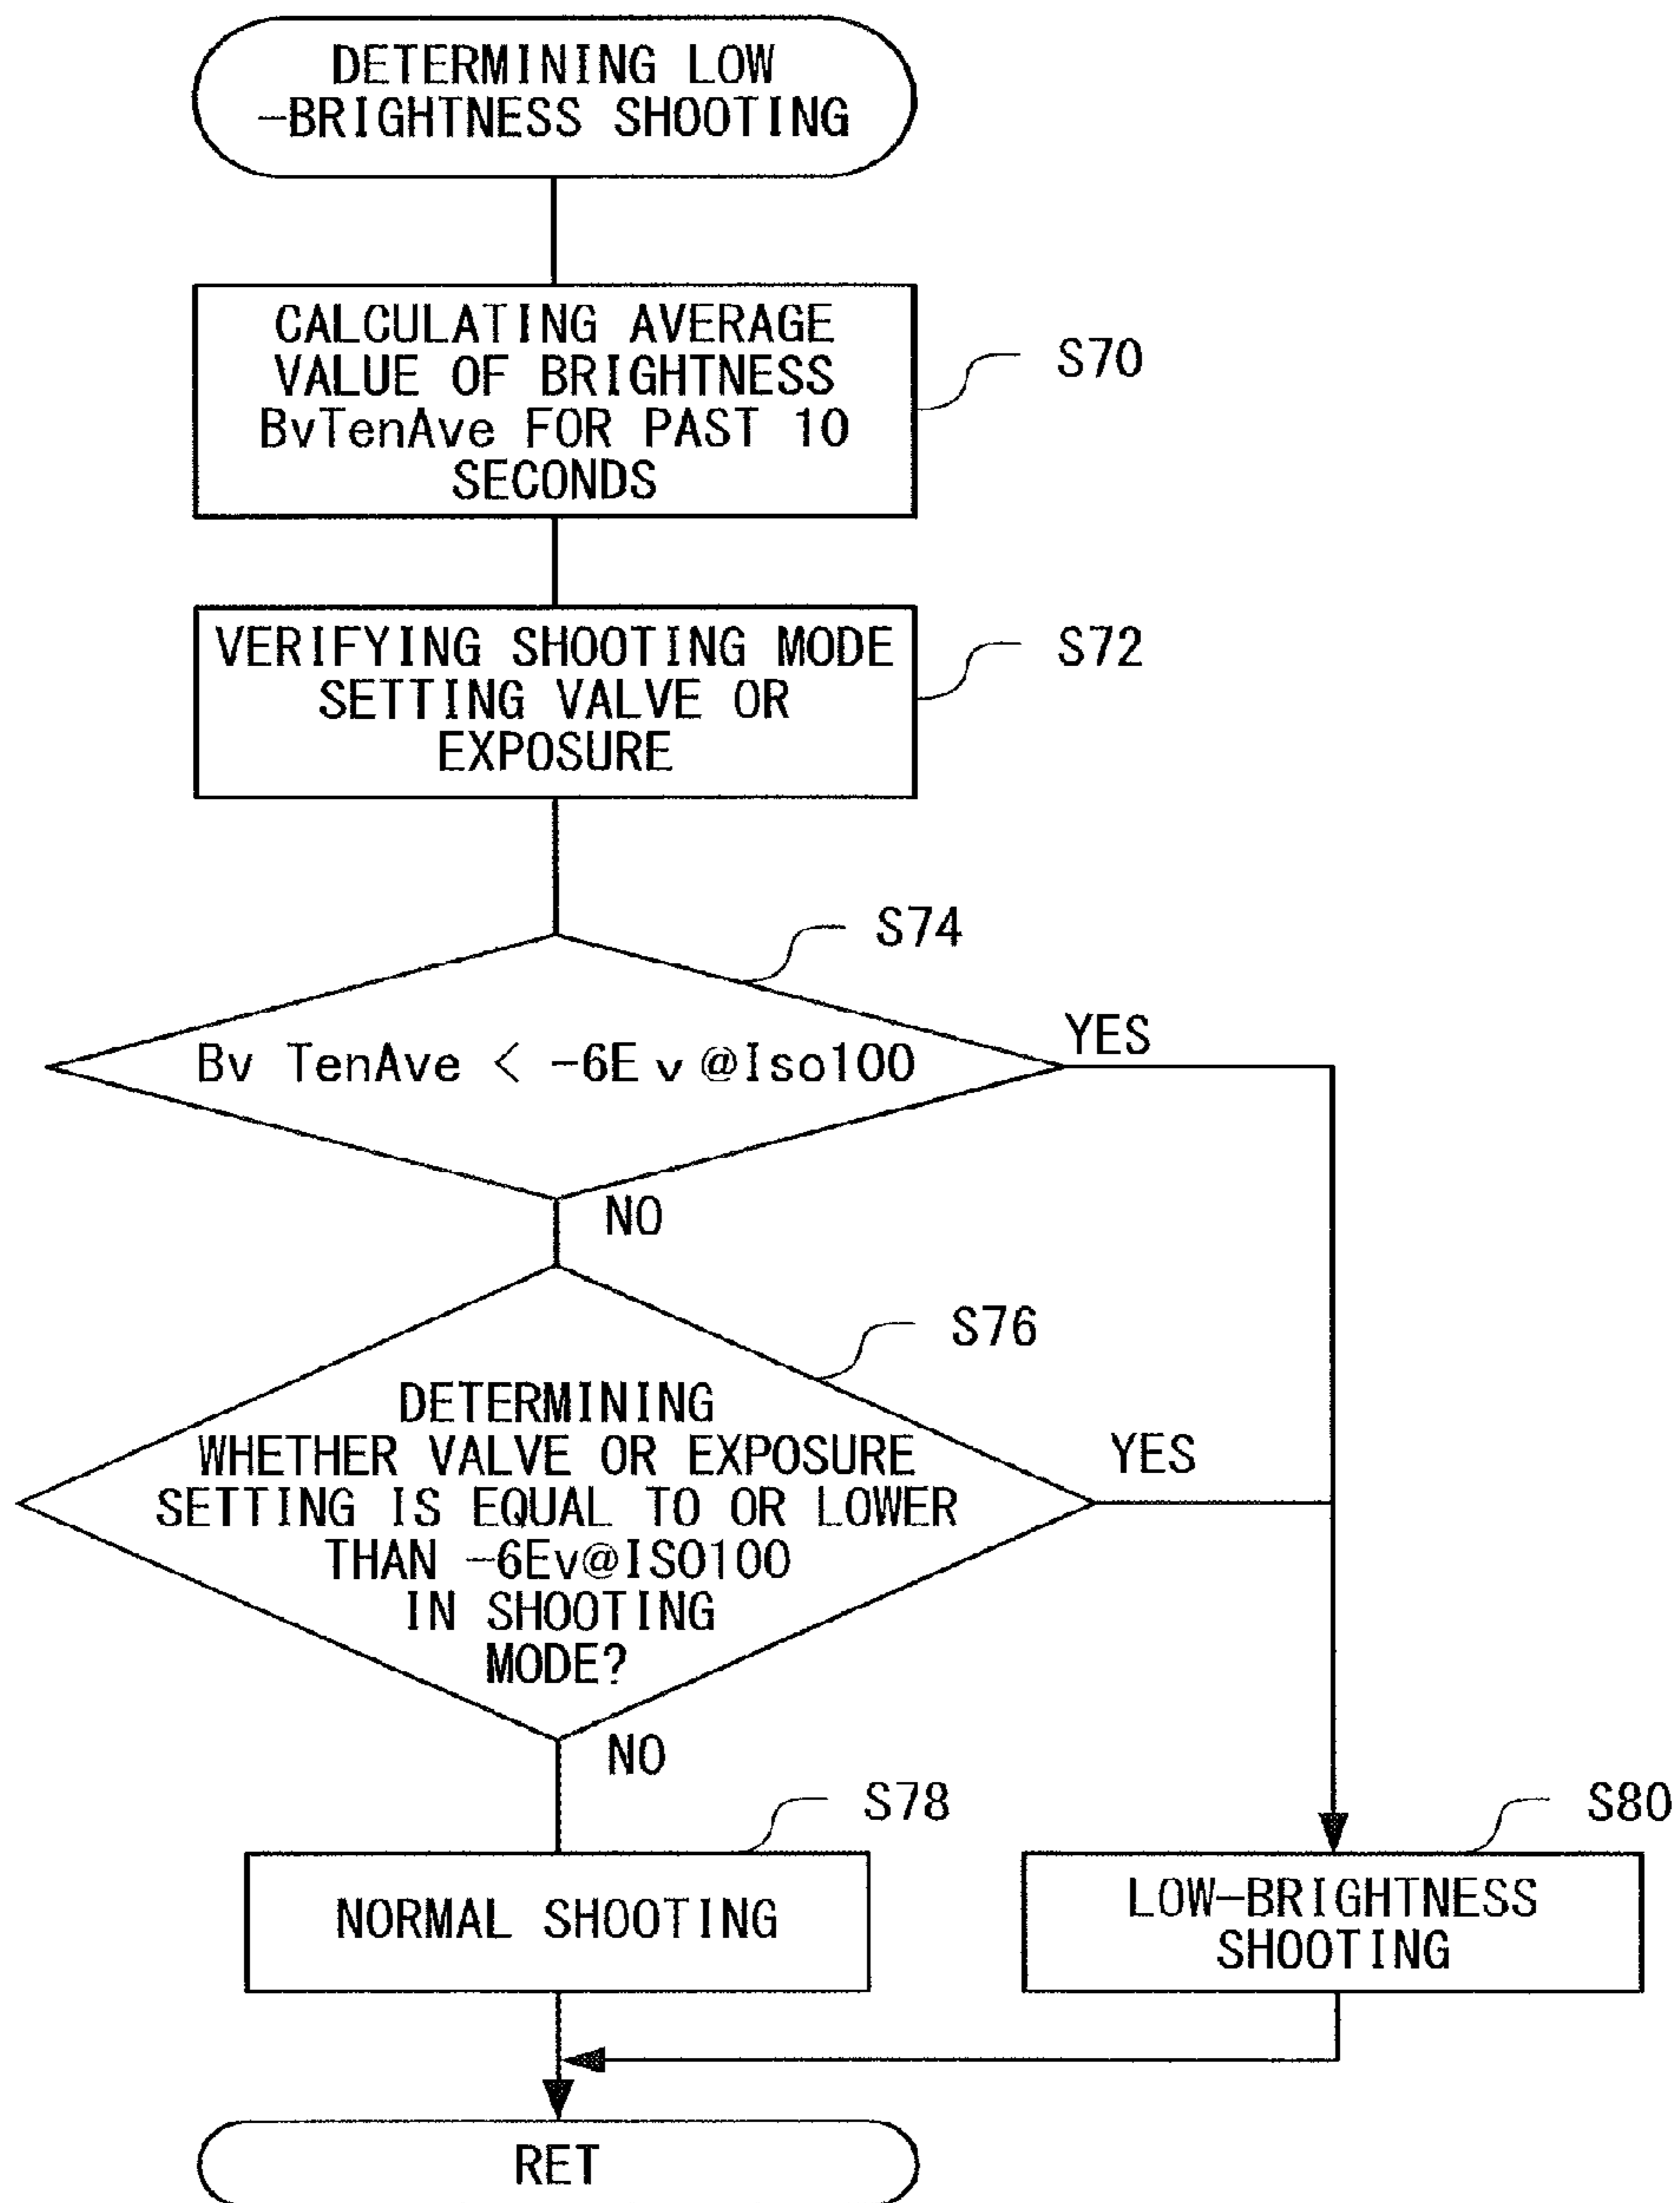 DETERMINING LOW
-BRIGHTNESS SHOOTING
CALCULATING AVERAGE
VALUE OF BRIGHTNESS
BvTenAve FOR PAST 10
SECONDS
S70
VERIFYING SHOOTING MODE
SETTING VALVE OR
EXPOSURE
S72
S74
Bv TenAve < -6E v @Iso100
YES
NO
S76
DETERMINING
WHETHER VALVE OR EXPOSURE
SETTING IS EQUAL TO OR LOWER
THAN -6Ev@ISO100
IN SHOOTING
MODE?
YES
NO
S78
NORMAL SHOOTING
S80
LOW-BRIGHTNESS
SHOOTING
RET